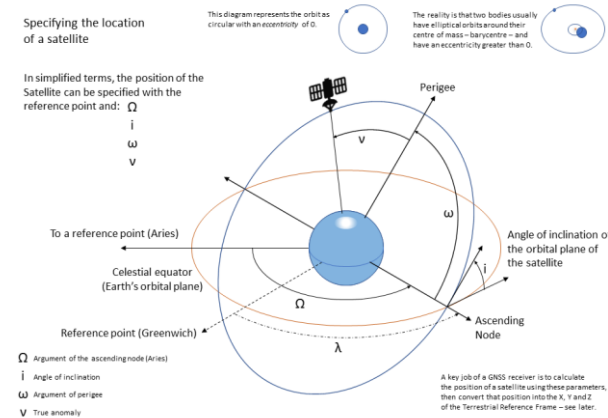 Specifying the location
of a satellite
This diagram represents the orbit as
circular with an eccentricity of 0.
The reality is that two bodies usually
have elliptical orbits around their
centre of mass – barycentre – and
have an eccentricity greater than 0.
In simplified terms, the position of the
Satellite can be specified with the
reference point and: Ω
i
ω
ν
Perigee
ν
ω
To a reference point (Aries)
Angle of inclination of
the orbital plane of
the satellite
i
Celestial equator
(Earth's orbital plane)
Ω
Reference point (Greenwich)
Ascending
Node
λ
Ω Argument of the ascending node (Aries)
i Angle of inclination
ω Argument of perigee
ν True anomaly
A key job of a GNSS receiver is to calculate
the position of a satellite using these parameters,
then convert that position into the X, Y and Z
of the Terrestrial Reference Frame – see later.